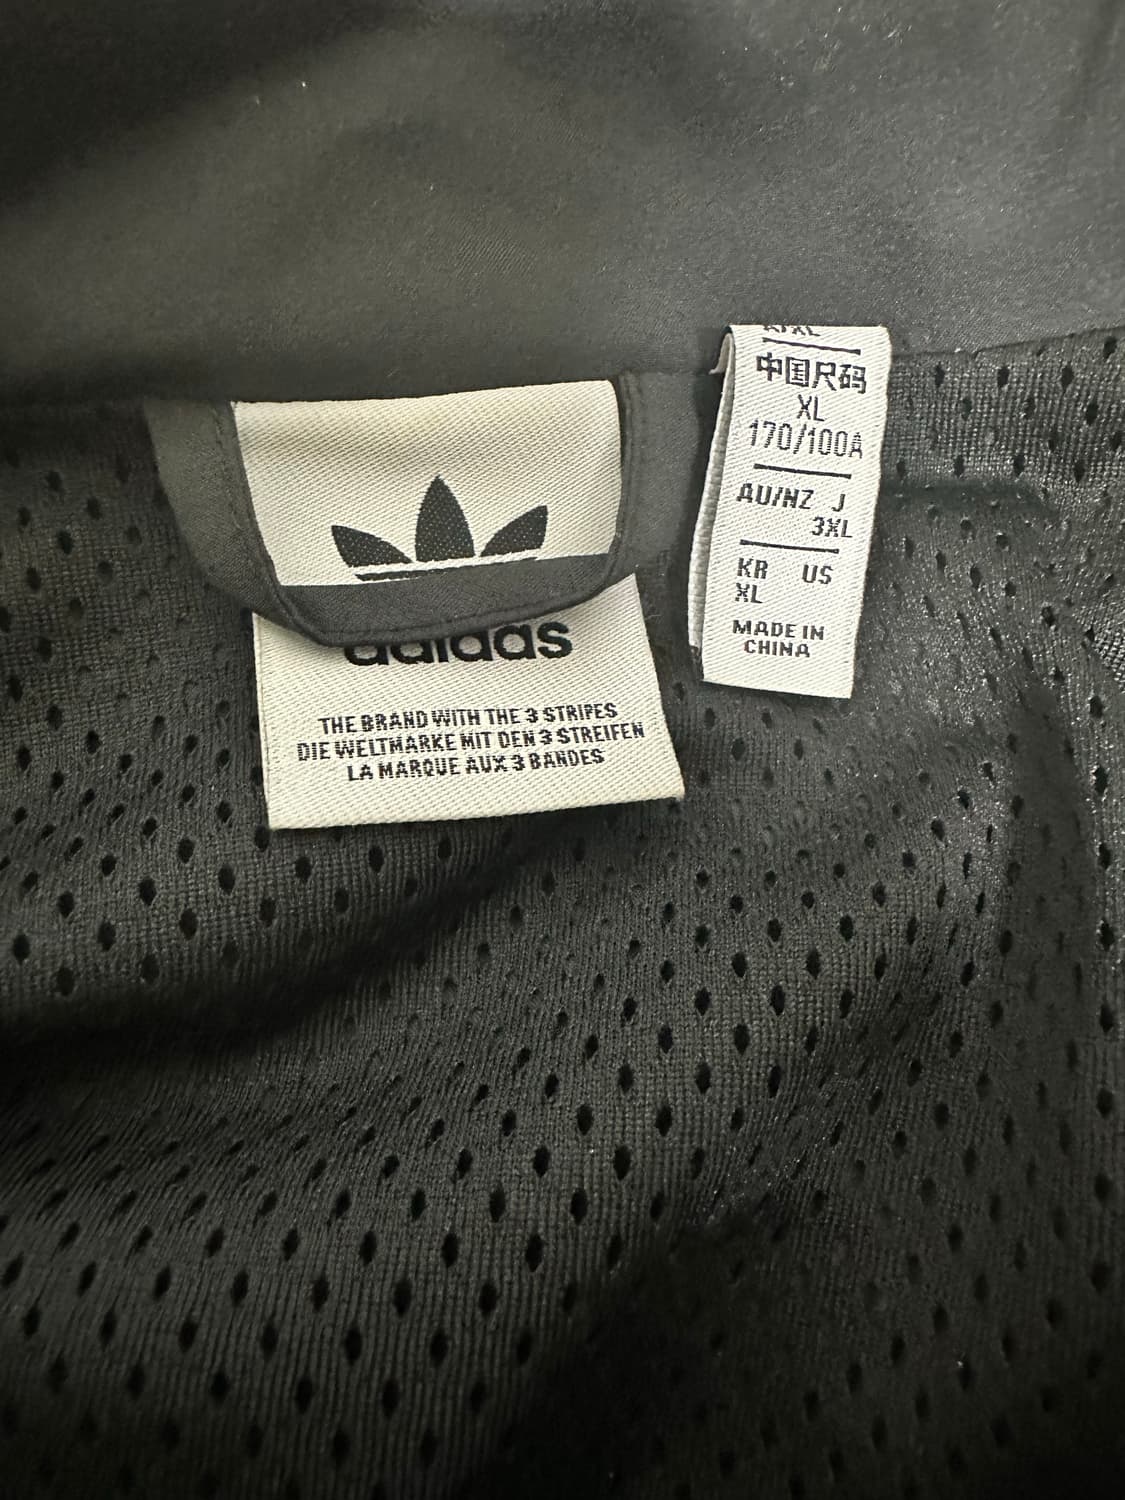 adidas
THE BRAND WITH THE 3 STRIPES
DIE WELTMARKE MIT DEN 3 STREIFEN
LA MARQUE AUX 3 BANDES
中国尺码
XL
170/100A
AU/NZ J
3XL
KR US
XL
MADE IN
CHINA